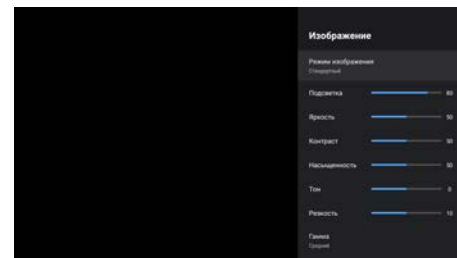 Изображение
Режим изображения
Стандартный
Подсветка 80
Яркость 50
Контраст 50
Насыщенность 50
Тон 0
Резкость 10
Гамма
Средний